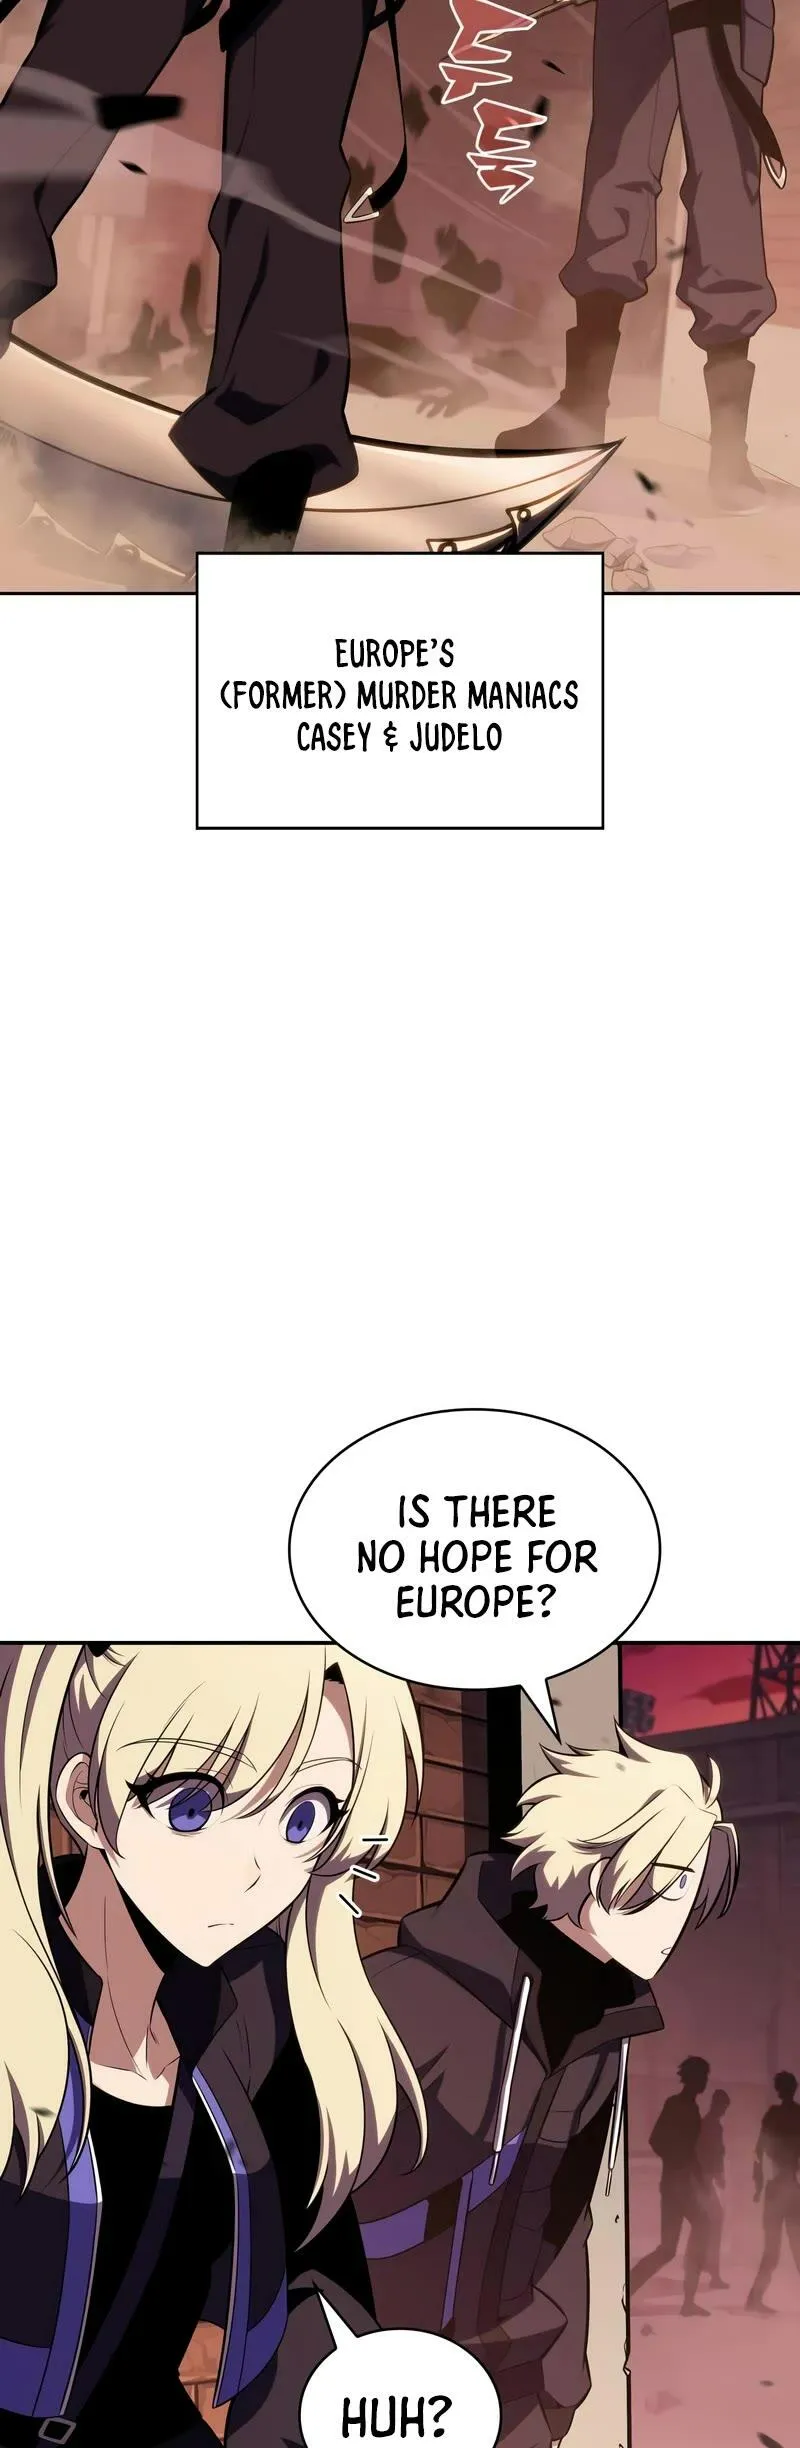 EUROPE'S
(FORMER) MURDER MANIACS
CASEY & JUDELO
IS THERE
NO HOPE FOR
EUROPE?
HUH?